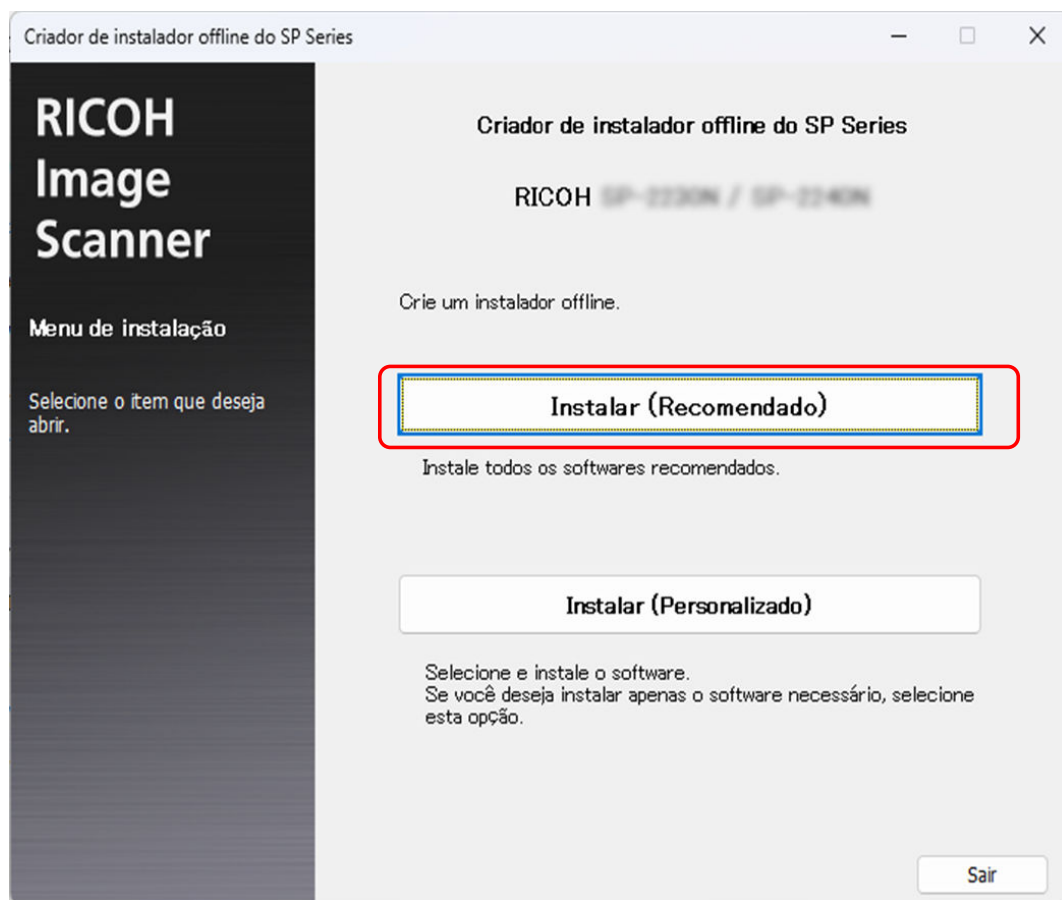 Criador de instalador offline do SP Series
RICOH
Image
Scanner
Menu de instalação
Selecione o item que deseja
abrir.
Criador de instalador offline do SP Series
RICOH
Crie um instalador offline.
Instalar (Recomendado)
Instale todos os softwares recomendados.
Instalar (Personalizado)
Selecione e instale o software.
Se você deseja instalar apenas o software necessário, selecione
esta opção.
Sair